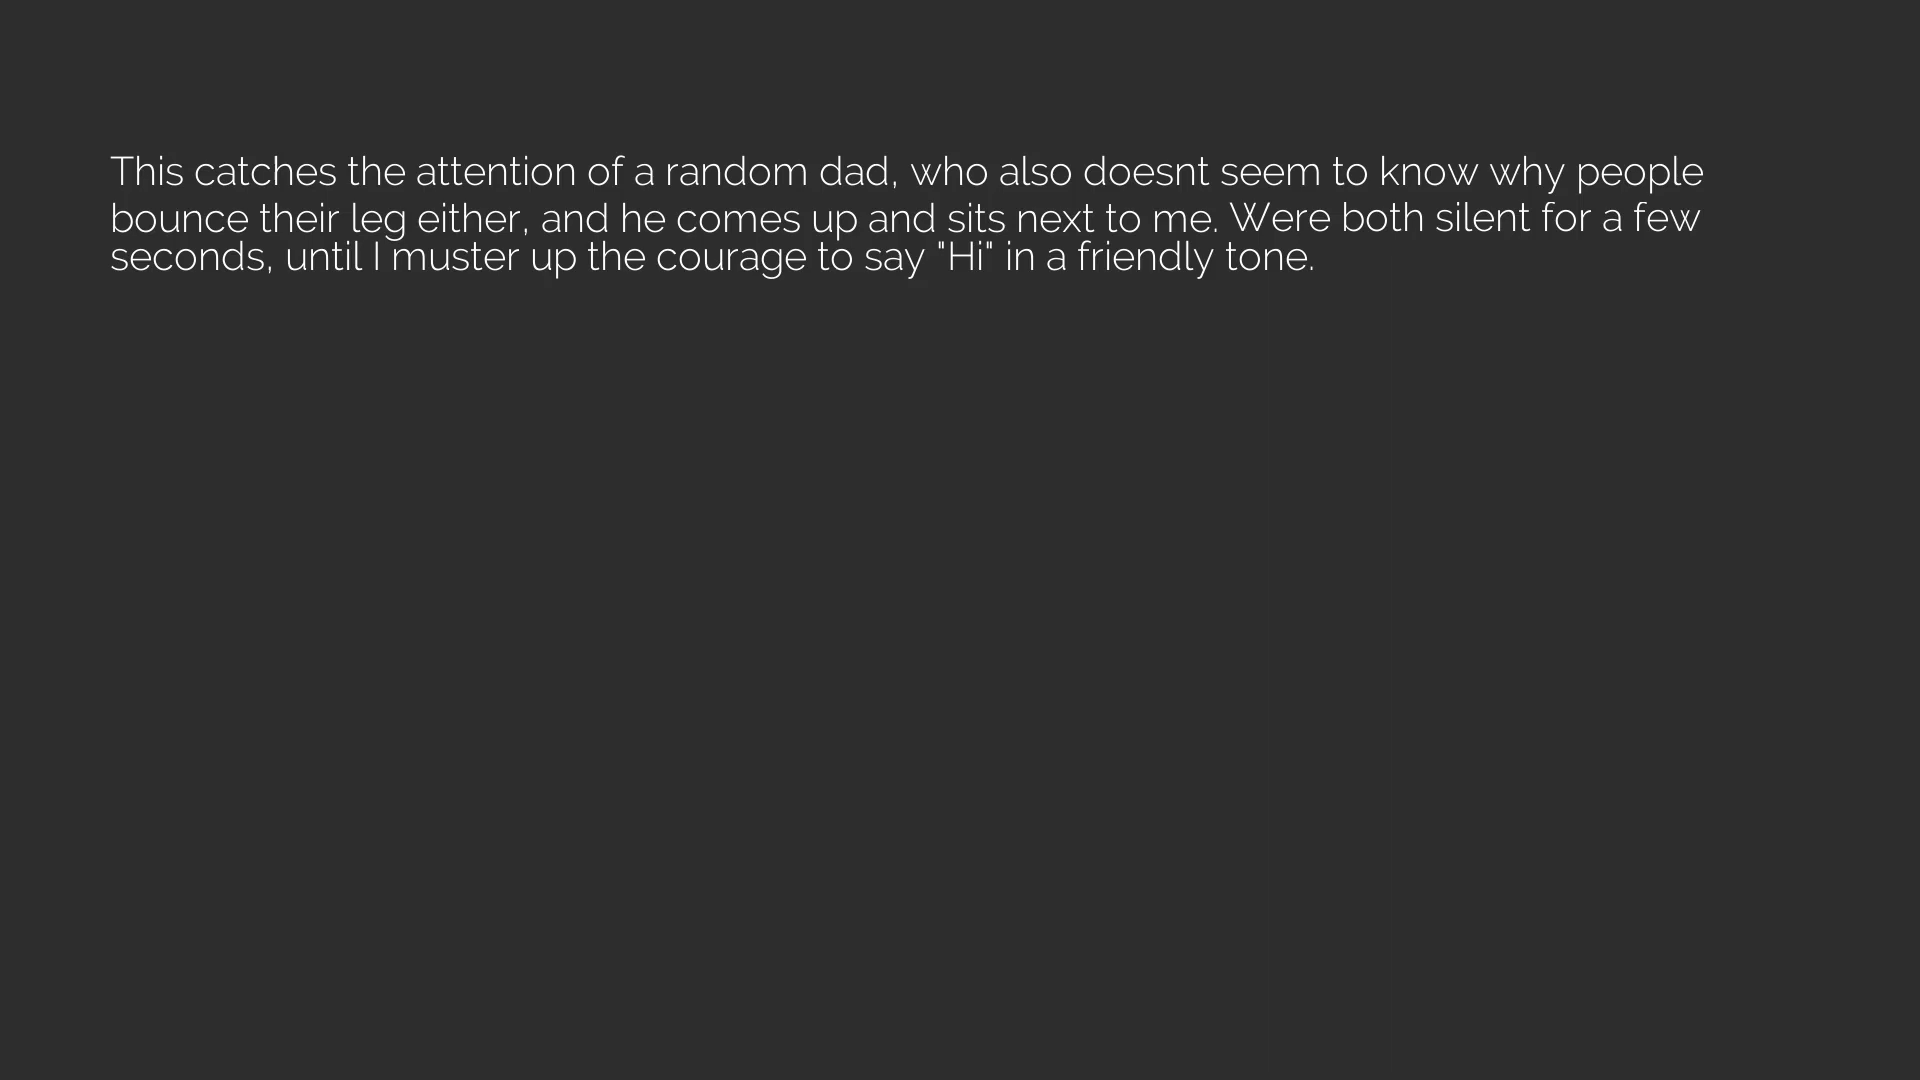 This catches the attention of a random dad, who also doesnt seem to know why people
bounce their leg either, and he comes up and sits next to me. Were both silent for a few
seconds, until I muster up the courage to say "Hi" in a friendly tone.